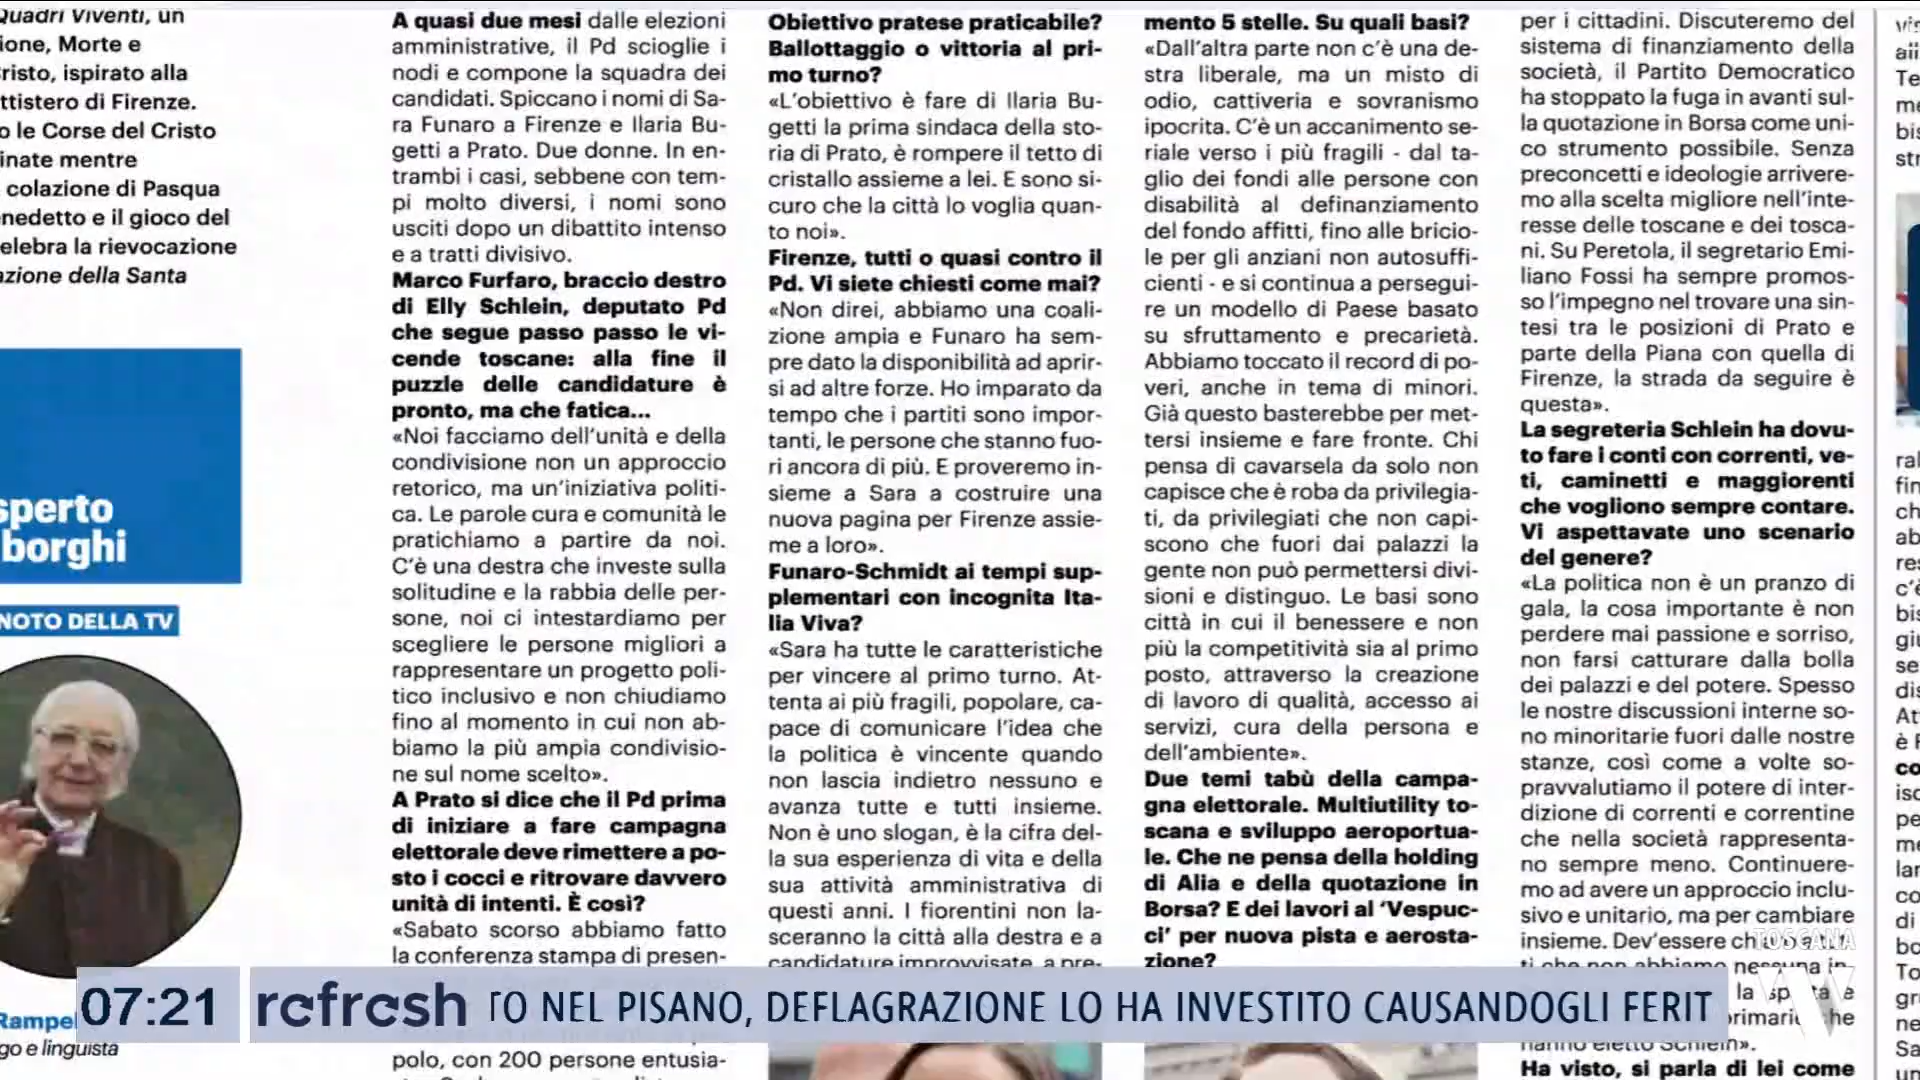 Quadri Viventi, un
ione, Morte e
risto, ispirato alla
ttistero di Firenze.
o le Corse del Cristo
inate mentre
colazione di Pasqua
nedetto e il gioco del
elebra la rievocazione
azione della Santa
sperto
borghi
NOTO DELLA TV
Rampel
go e linguista
A quasi due mesi dalle elezioni
amministrative, il Pd scioglie i
nodi e compone la squadra dei
candidati. Spiccano i nomi di Sa-
ra Funaro a Firenze e Ilaria Bu-
getti a Prato. Due donne. In en-
trambi i casi, sebbene con tem-
pi molto diversi, i nomi sono
usciti dopo un dibattito intenso
e a tratti divisivo.
Marco Furfaro, braccio destro
di Elly Schlein, deputato Pd
che segue passo passo le vi-
cende toscane: alla fine il
puzzle delle candidature è
pronto, ma che fatica...
«Noi facciamo dell'unità e della
condivisione non un approccio
retorico, ma un'iniziativa politi-
ca. Le parole cura e comunità le
pratichiamo a partire da noi.
C'è una destra che investe sulla
solitudine e la rabbia delle per-
sone, noi ci intestardiamo per
scegliere le persone migliori a
rappresentare un progetto poli-
tico inclusivo e non chiudiamo
fino al momento in cui non ab-
biamo la più ampia condivisio-
ne sul nome scelto».
A Prato si dice che il Pd prima
di iniziare a fare campagna
elettorale deve rimettere a po-
sto i cocci e ritrovare davvero
unità di intenti. È così?
«Sabato scorso abbiamo fatto
la conferenza stampa di presen-
polo, con 200 persone entusia-
Obiettivo pratese praticabile?
Ballottaggio o vittoria al pri-
mo turno?
«L'obiettivo è fare di Ilaria Bu-
getti la prima sindaca della sto-
ria di Prato, è rompere il tetto di
cristallo assieme a lei. E sono si-
curo che la città lo voglia quan-
to noi».
Firenze, tutti o quasi contro il
Pd. Vi siete chiesti come mai?
«Non direi, abbiamo una coali-
zione ampia e Funaro ha sem-
pre dato la disponibilità ad aprir-
si ad altre forze. Ho imparato da
tempo che i partiti sono impor-
tanti, le persone che stanno fuo-
ri ancora di più. E proveremo in-
sieme a Sara a costruire una
nuova pagina per Firenze assie-
me a loro».
Funaro-Schmidt ai tempi sup-
plementari con incognita Ita-
lia Viva?
«Sara ha tutte le caratteristiche
per vincere al primo turno. At-
tenta ai più fragili, popolare, ca-
pace di comunicare l'idea che
la politica è vincente quando
non lascia indietro nessuno e
avanza tutte e tutti insieme.
Non è uno slogan, è la cifra del-
la sua esperienza di vita e della
sua attività amministrativa di
questi anni. I fiorentini non la-
sceranno la città alla destra e a
candidature improvvisate, a pre-
mento 5 stelle. Su quali basi?
«Dall'altra parte non c'è una de-
stra liberale, ma un misto di
odio, cattiveria e sovranismo
ipocrita. C'è un accanimento se-
riale verso i più fragili - dal ta-
glio dei fondi alle persone con
disabilità al definanziamento
del fondo affitti, fino alle bricio-
le per gli anziani non autosuffi-
cienti - e si continua a persegui-
re un modello di Paese basato
su sfruttamento e precarietà.
Abbiamo toccato il record di po-
veri, anche in tema di minori.
Già questo basterebbe per met-
tersi insieme e fare fronte. Chi
pensa di cavarsela da solo non
capisce che è roba da privilegia-
ti, da privilegiati che non capi-
scono che fuori dai palazzi la
gente non può permettersi divi-
sioni e distinguo. Le basi sono
città in cui il benessere e non
più la competitività sia al primo
posto, attraverso la creazione
di lavoro di qualità, accesso ai
servizi, cura della persona e
dell'ambiente».
Due temi tabù della campa-
gna elettorale. Multiutility to-
scana e sviluppo aeroportua-
le. Che ne pensa della holding
di Alia e della quotazione in
Borsa? E dei lavori al 'Vespuc-
ci' per nuova pista e aerosta-
zione?
per i cittadini. Discuteremo del
sistema di finanziamento della
società, il Partito Democratico
ha stoppato la fuga in avanti sul-
la quotazione in Borsa come uni-
co strumento possibile. Senza
preconcetti e ideologie arrivere-
mo alla scelta migliore nell'inte-
resse delle toscane e dei tosca-
ni. Su Peretola, il segretario Emi-
liano Fossi ha sempre promos-
so l'impegno nel trovare una sin-
tesi tra le posizioni di Prato e
parte della Piana con quella di
Firenze, la strada da seguire è
questa».
La segreteria Schlein ha dovu-
to fare i conti con correnti, ve-
ti, caminetti e maggiorenti
che vogliono sempre contare.
Vi aspettavate uno scenario
del genere?
«La politica non è un pranzo di
gala, la cosa importante è non
perdere mai passione e sorriso,
non farsi catturare dalla bolla
dei palazzi e del potere. Spesso
le nostre discussioni interne so-
no minoritarie fuori dalle nostre
stanze, così come a volte so-
pravvalutiamo il potere di inter-
dizione di correnti e correntine
che nella società rappresenta-
no sempre meno. Continuere-
mo ad avere un approccio inclu-
sivo e unitario, ma per cambiare
insieme. Dev'essere
ti che non abbiamo nessuna in-
la
hanno eletto Schlein».
Ha visto, si parla di lei come
TOSCANA
W
07:21
refresh
TO NEL PISANO, DEFLAGRAZIONE LO HA INVESTITO CAUSANDOGLI FERIT